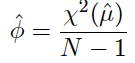 φ̂ = χ²(μ̂) / (N − 1)